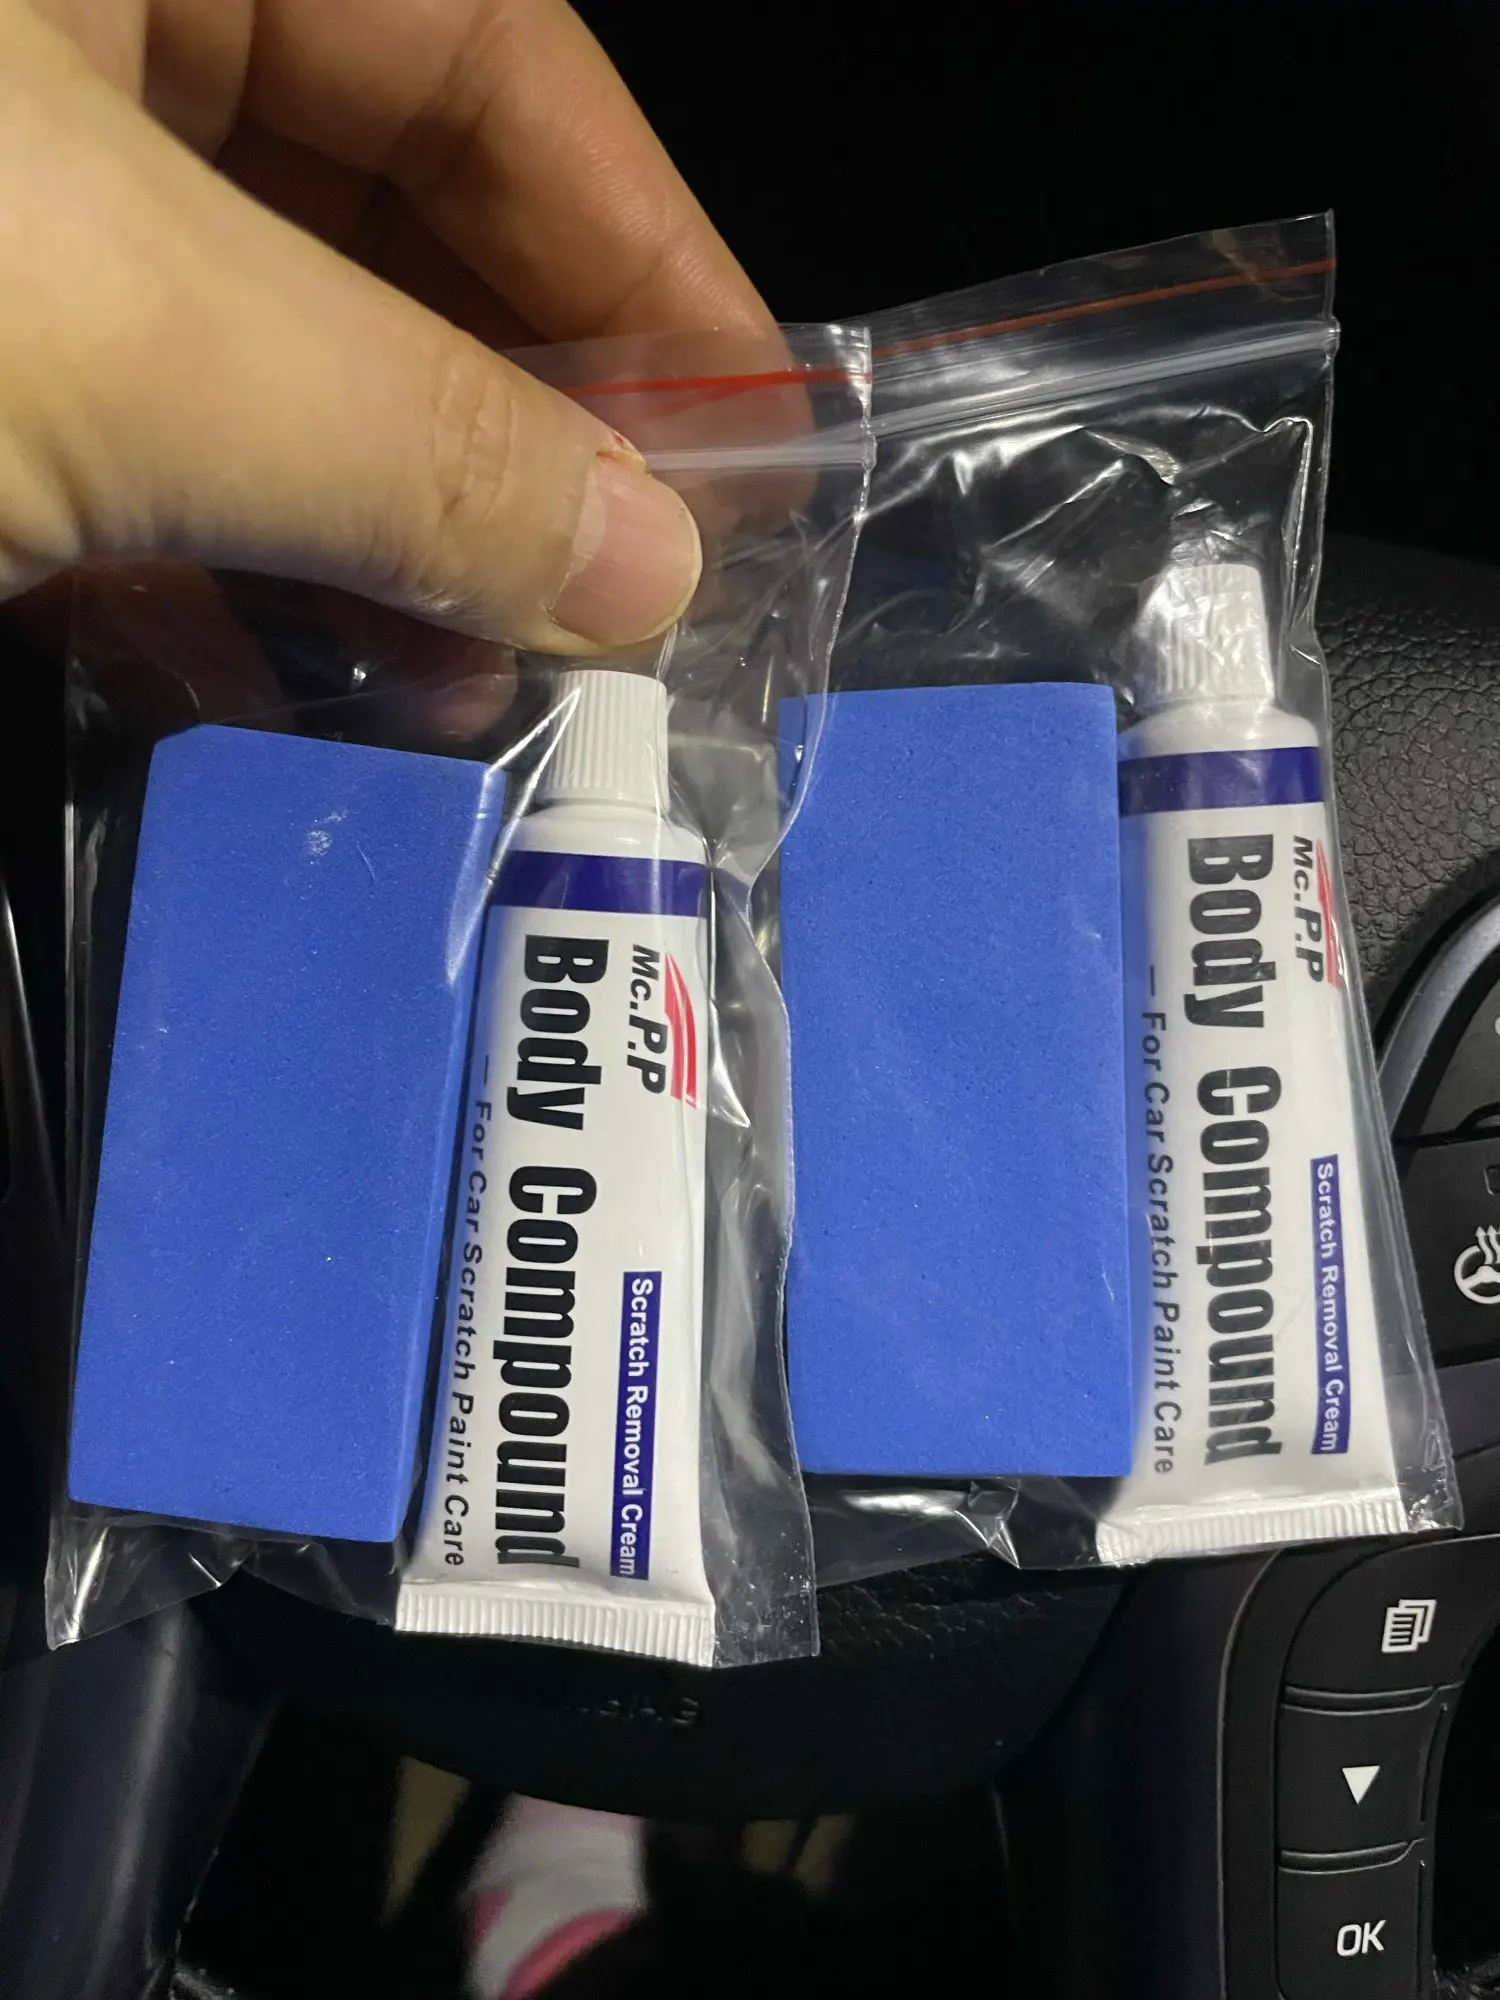 Mc.P.P
Body Compound
Scratch Removal Cream
— For Car Scratch Paint Care
Mc.P.P
Body Compound
Scratch Removal Cream
— For Car Scratch Paint Care
OK